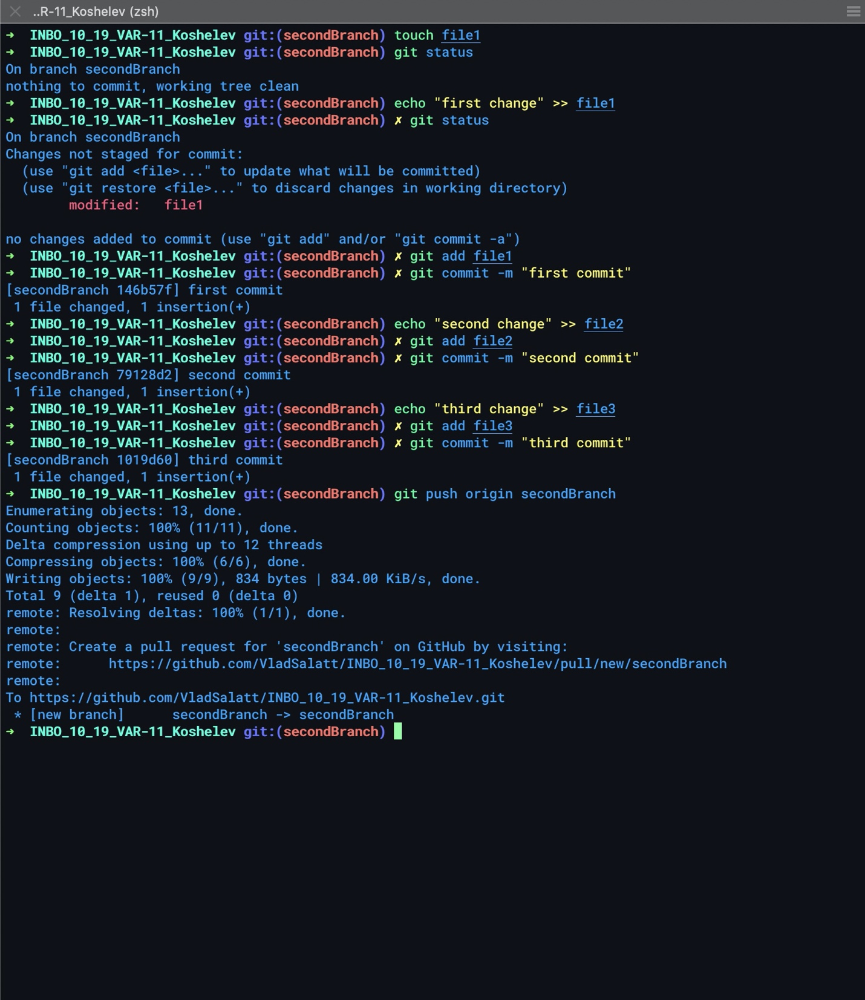 ..R-11_Koshelev (zsh)
➜  INBO_10_19_VAR-11_Koshelev git:(secondBranch) touch file1
➜  INBO_10_19_VAR-11_Koshelev git:(secondBranch) git status
On branch secondBranch
nothing to commit, working tree clean
➜  INBO_10_19_VAR-11_Koshelev git:(secondBranch) echo "first change" >> file1
➜  INBO_10_19_VAR-11_Koshelev git:(secondBranch) ✗ git status
On branch secondBranch
Changes not staged for commit:
  (use "git add <file>..." to update what will be committed)
  (use "git restore <file>..." to discard changes in working directory)
        modified:   file1

no changes added to commit (use "git add" and/or "git commit -a")
➜  INBO_10_19_VAR-11_Koshelev git:(secondBranch) ✗ git add file1
➜  INBO_10_19_VAR-11_Koshelev git:(secondBranch) ✗ git commit -m "first commit"
[secondBranch 146b57f] first commit
 1 file changed, 1 insertion(+)
➜  INBO_10_19_VAR-11_Koshelev git:(secondBranch) echo "second change" >> file2
➜  INBO_10_19_VAR-11_Koshelev git:(secondBranch) ✗ git add file2
➜  INBO_10_19_VAR-11_Koshelev git:(secondBranch) ✗ git commit -m "second commit"
[secondBranch 79128d2] second commit
 1 file changed, 1 insertion(+)
➜  INBO_10_19_VAR-11_Koshelev git:(secondBranch) echo "third change" >> file3
➜  INBO_10_19_VAR-11_Koshelev git:(secondBranch) ✗ git add file3
➜  INBO_10_19_VAR-11_Koshelev git:(secondBranch) ✗ git commit -m "third commit"
[secondBranch 1019d60] third commit
 1 file changed, 1 insertion(+)
➜  INBO_10_19_VAR-11_Koshelev git:(secondBranch) git push origin secondBranch
Enumerating objects: 13, done.
Counting objects: 100% (11/11), done.
Delta compression using up to 12 threads
Compressing objects: 100% (6/6), done.
Writing objects: 100% (9/9), 834 bytes | 834.00 KiB/s, done.
Total 9 (delta 1), reused 0 (delta 0)
remote: Resolving deltas: 100% (1/1), done.
remote:
remote: Create a pull request for 'secondBranch' on GitHub by visiting:
remote:      https://github.com/VladSalatt/INBO_10_19_VAR-11_Koshelev/pull/new/secondBranch
remote:
To https://github.com/VladSalatt/INBO_10_19_VAR-11_Koshelev.git
 * [new branch]      secondBranch -> secondBranch
➜  INBO_10_19_VAR-11_Koshelev git:(secondBranch)